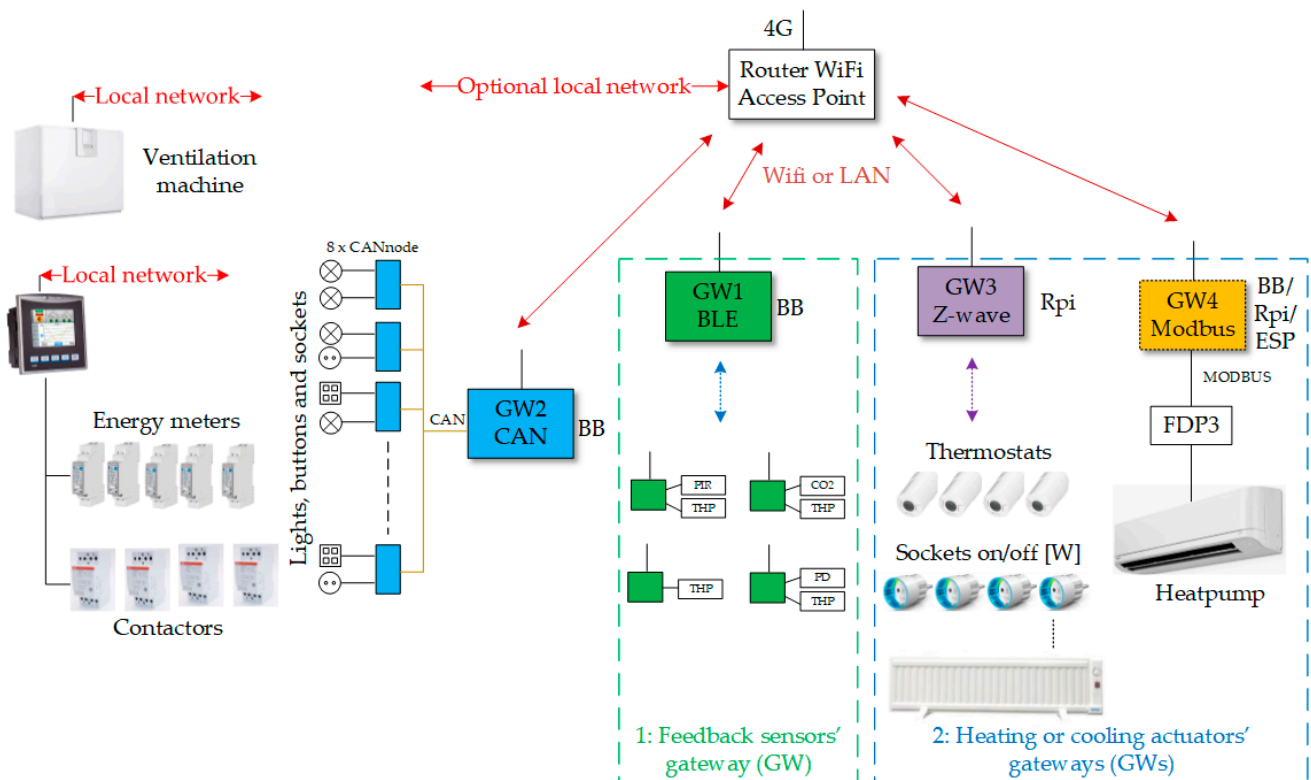 4G
Router WiFi
Access Point
Local network
Optional local network
Ventilation
machine
Wifi or LAN
8 x CANnode
Local network
Lights, buttons and sockets
GW1
BLE
BB
GW3
Z-wave
Rpi
GW4
Modbus
BB/
Rpi/
ESP
MODBUS
CAN
GW2
CAN
BB
FDP3
Energy meters
Thermostats
PIR
THP
CO2
THP
Sockets on/off [W]
THP
PD
THP
Heatpump
Contactors
1: Feedback sensors'
gateway (GW)
2: Heating or cooling actuators'
gateways (GWs)